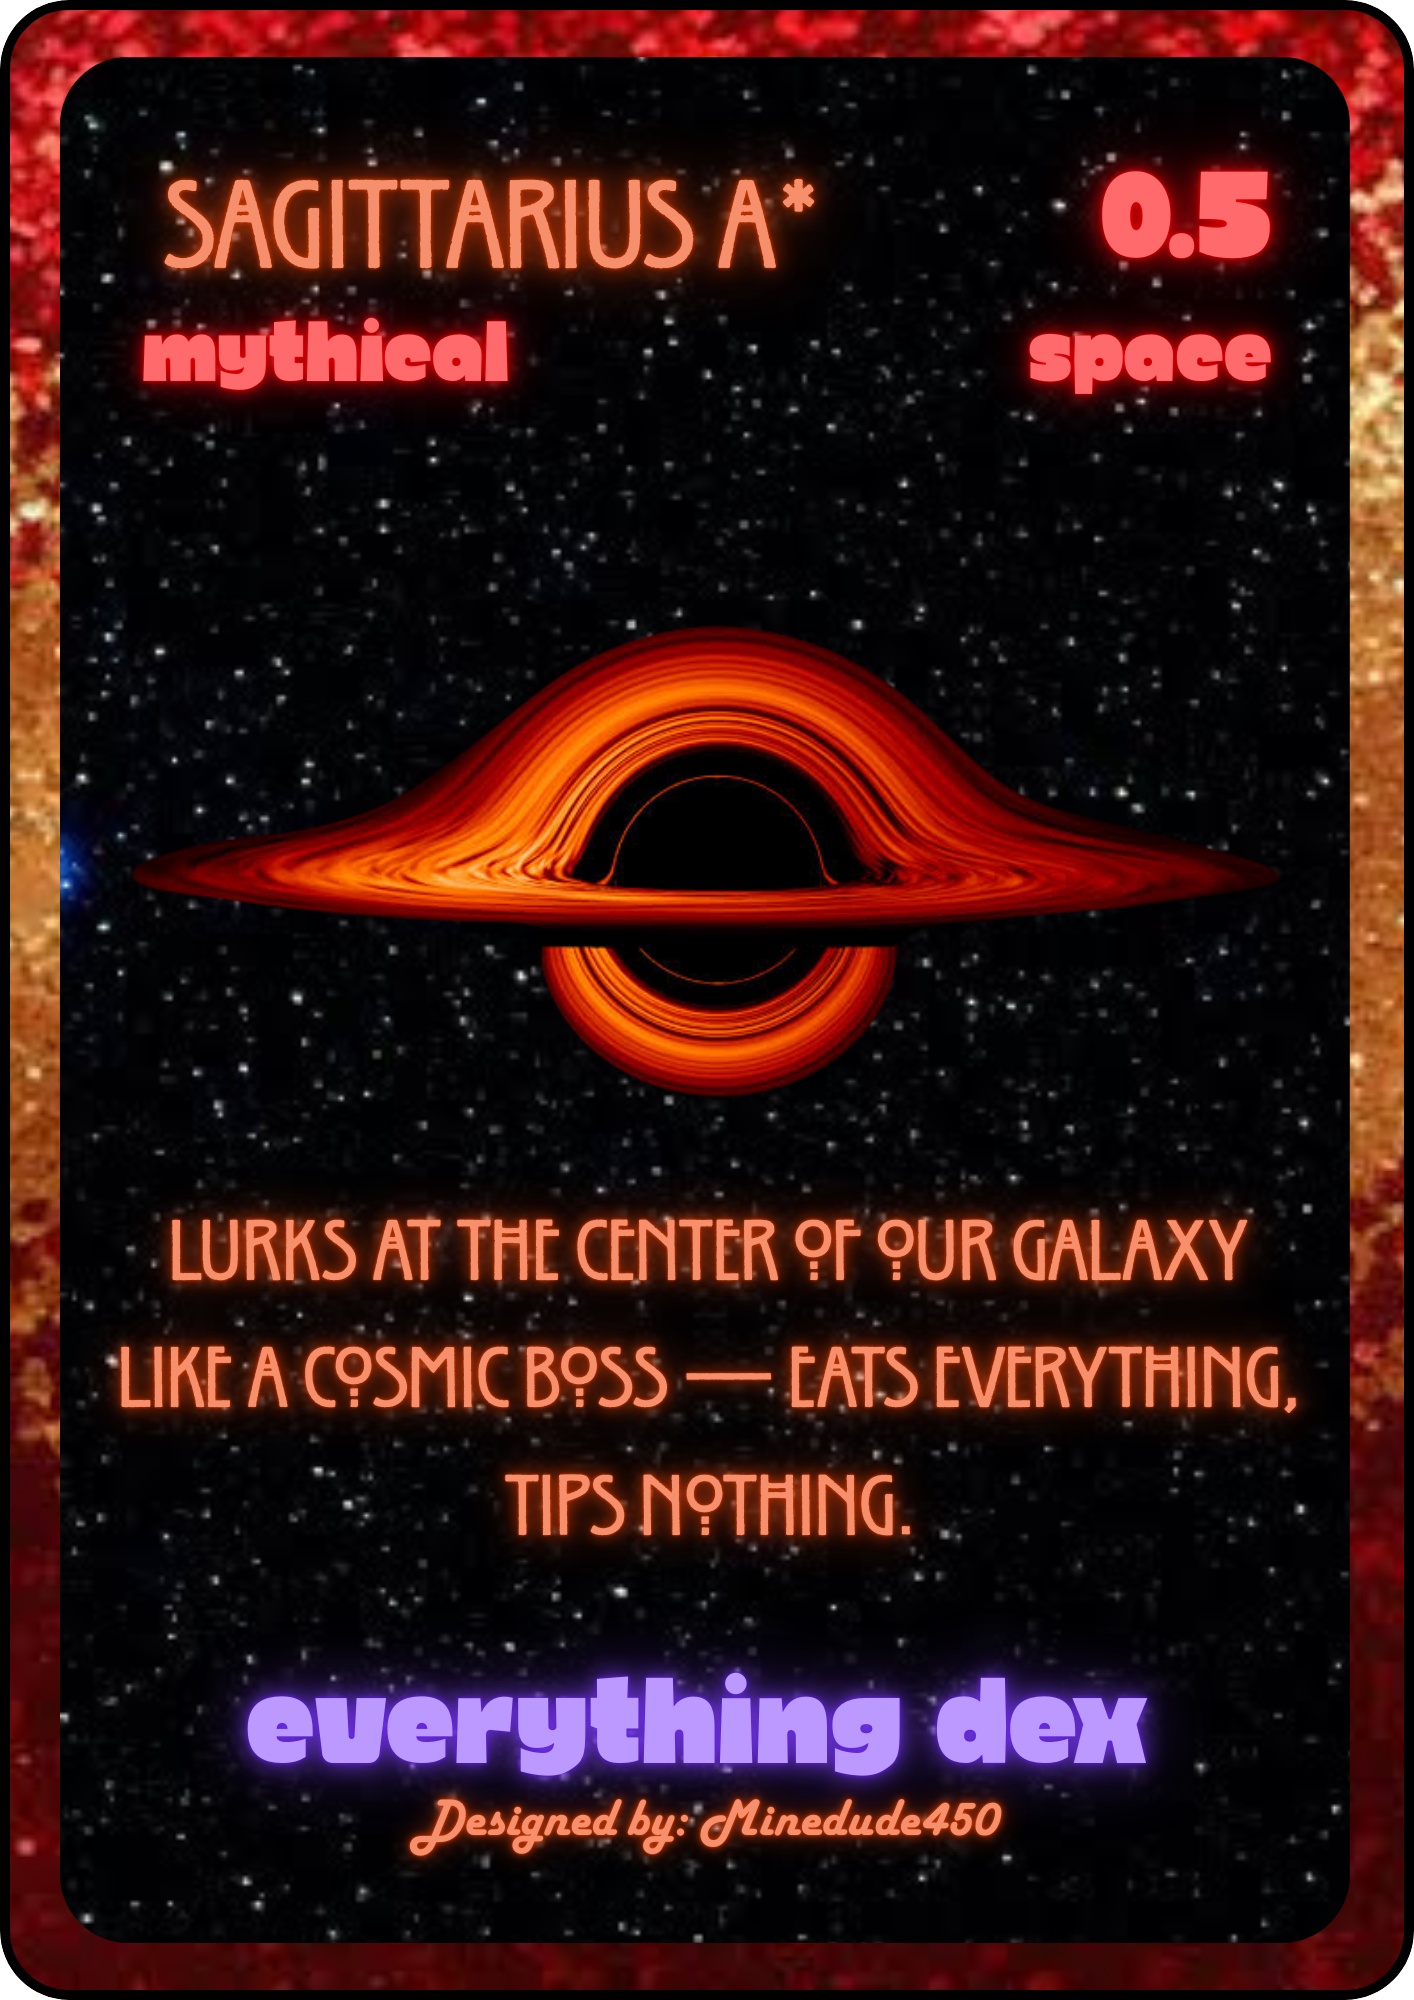 SAGITTARIUS A*
0.5
mythical
space
LURKS AT THE CENTER OF OUR GALAXY
LIKE A COSMIC BOSS — EATS EVERYTHING,
TIPS NOTHING.
everything dex
Designed by: Minedude450